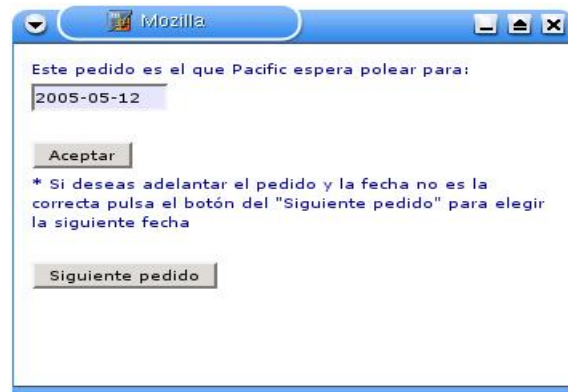 Mozilla
Este pedido es el que Pacific espera polear para:
2005-05-12
Aceptar
* Si deseas adelantar el pedido y la fecha no es la
correcta pulsa el botón del "Siguiente pedido" para elegir
la siguiente fecha
Siguiente pedido